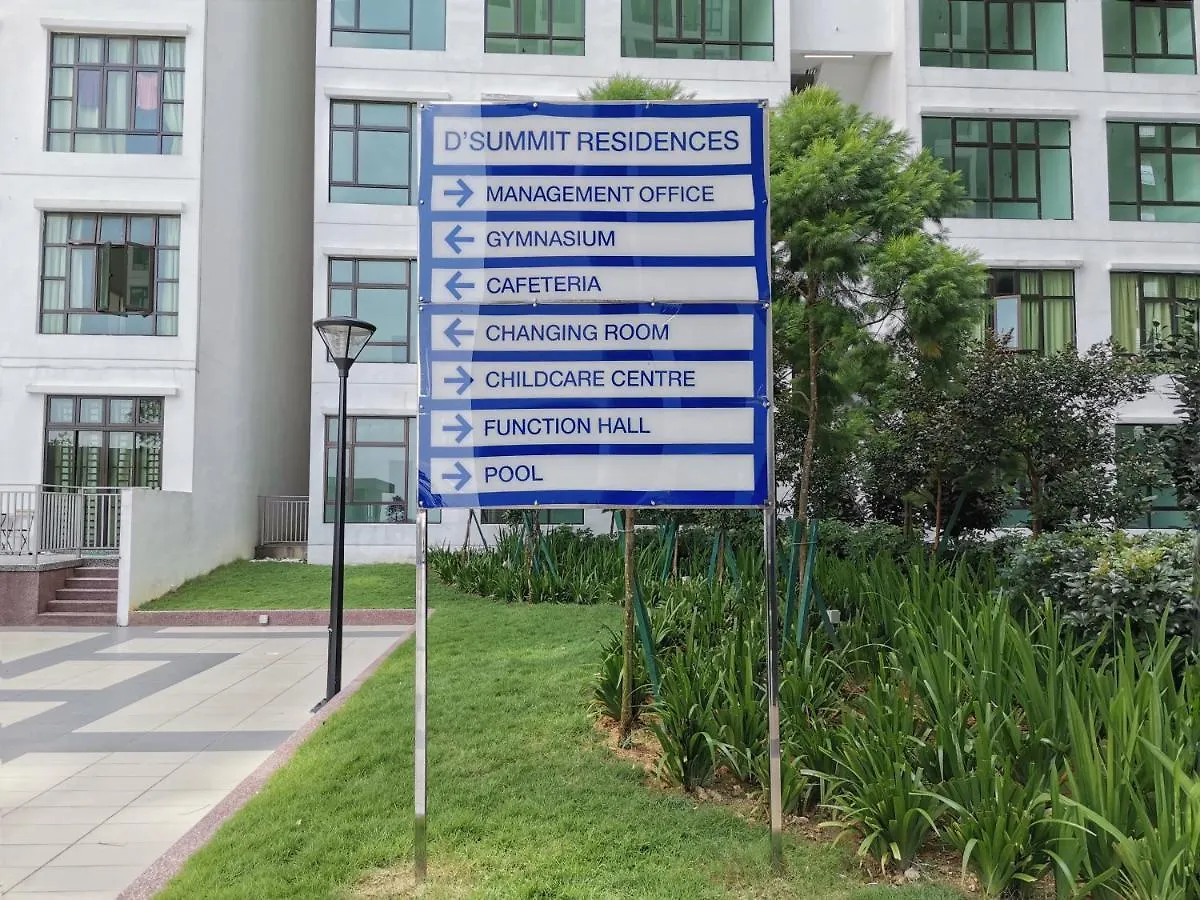 D'SUMMIT RESIDENCES
→ MANAGEMENT OFFICE
← GYMNASIUM
← CAFETERIA
← CHANGING ROOM
→ CHILDCARE CENTRE
→ FUNCTION HALL
→ POOL